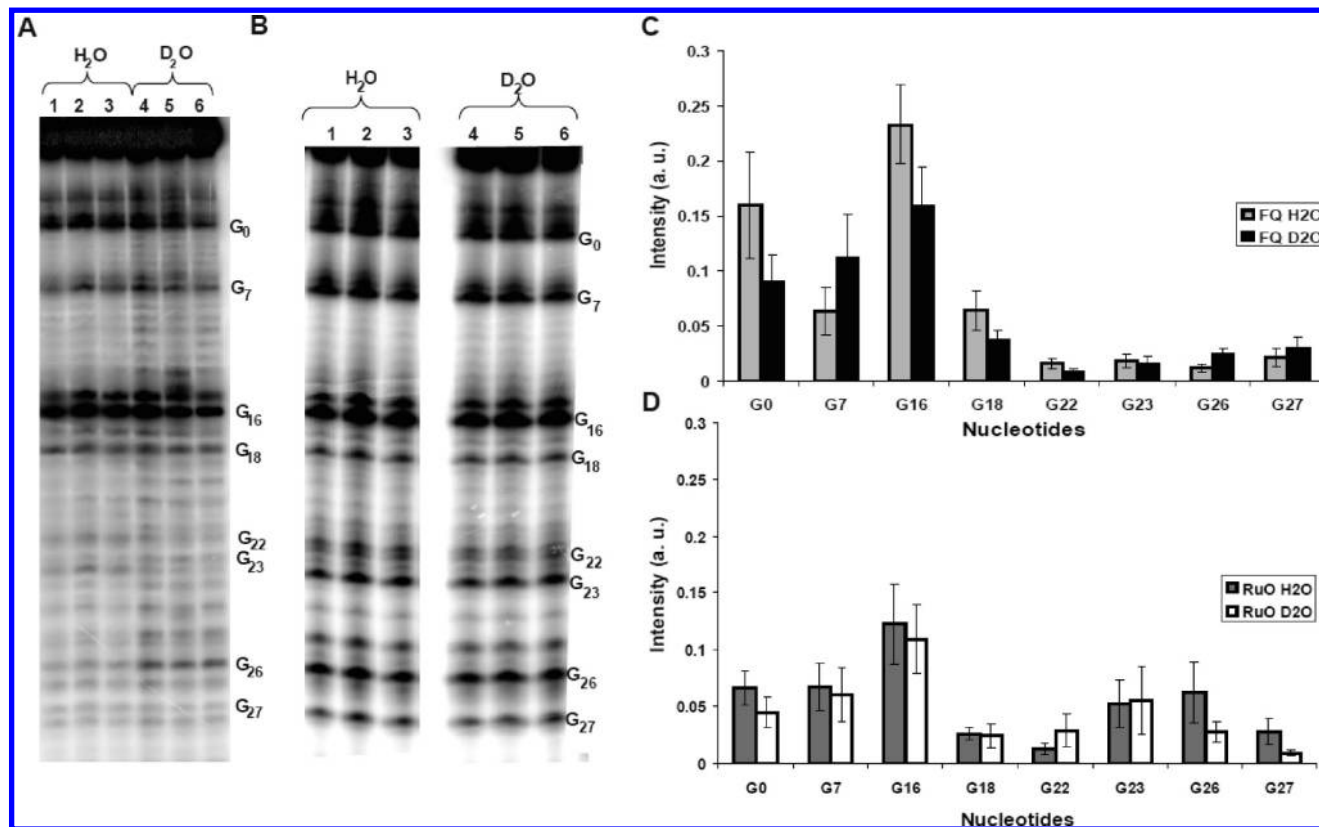 A
H2O
D2O
1 2 3 4 5 6
G0
G7
G16
G18
G22
G23
G26
G27
B
H2O
D2O
1 2 3
4 5 6
G0
G7
G16
G18
G22
G23
G26
G27
C
0.3
0.25
0.2
0.15
0.1
0.05
0
Intensity (a. u.)
FQ H2O
FQ D2O
G0 G7 G16 G18 G22 G23 G26 G27
Nucleotides
D
0.3
0.25
0.2
0.15
0.1
0.05
0
Intensity (a. u.)
RuO H2O
RuO D2O
G0 G7 G16 G18 G22 G23 G26 G27
Nucleotides